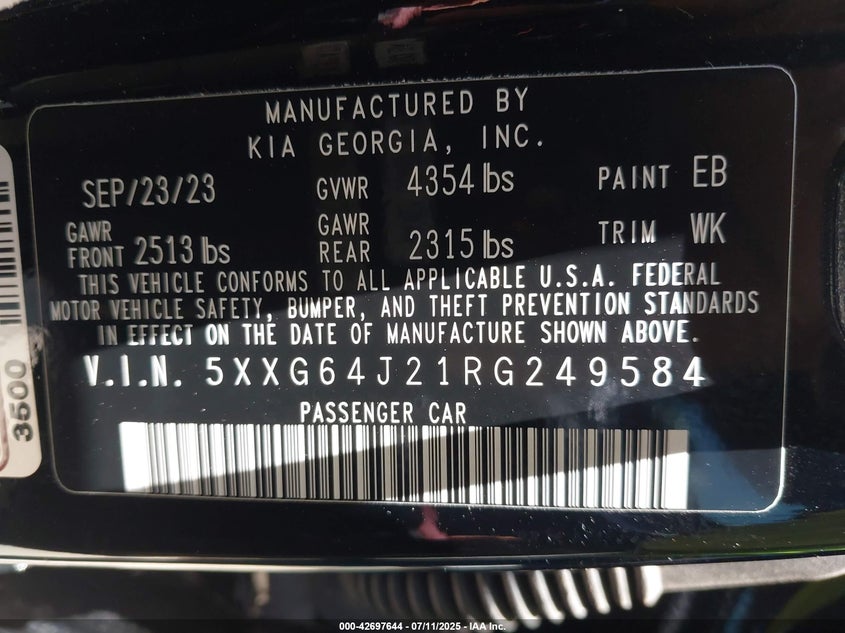 MANUFACTURED BY
KIA GEORGIA, INC.
SEP/23/23 GVWR 4354 lbs PAINT EB
GAWR FRONT 2513 lbs GAWR REAR 2315 lbs TRIM WK
THIS VEHICLE CONFORMS TO ALL APPLICABLE U.S.A. FEDERAL
MOTOR VEHICLE SAFETY, BUMPER, AND THEFT PREVENTION STANDARDS
IN EFFECT ON THE DATE OF MANUFACTURE SHOWN ABOVE.
V.I.N. 5XXG64J21RG249584
PASSENGER CAR
3500
000-42697644 / 07/11/2025 - IAA Inc.